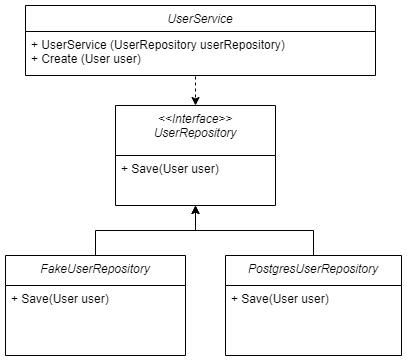 UserService
+ UserService (UserRepository userRepository)
+ Create (User user)
<<Interface>>
UserRepository
+ Save(User user)
FakeUserRepository
+ Save(User user)
PostgresUserRepository
+ Save(User user)